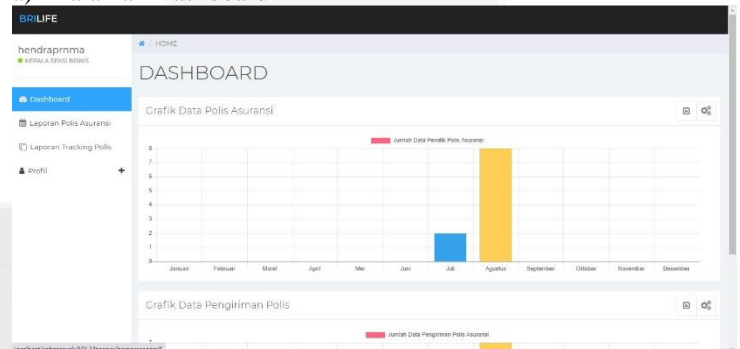 BRILIFE
hendraprnma
KEPALA SEKSI BISNIS
Dashboard
Laporan Polis Asuransi
Laporan Tracking Polis
Profil
/ HOME
DASHBOARD
Grafik Data Polis Asuransi
Jumlah Data Pemilik Polis Asuransi
8
7
6
5
4
3
2
1
0
Januari Februari Maret April Mei Juni Juli Agustus September Oktober November Desember
Grafik Data Pengiriman Polis
Jumlah Data Pengiriman Polis Asuransi
7